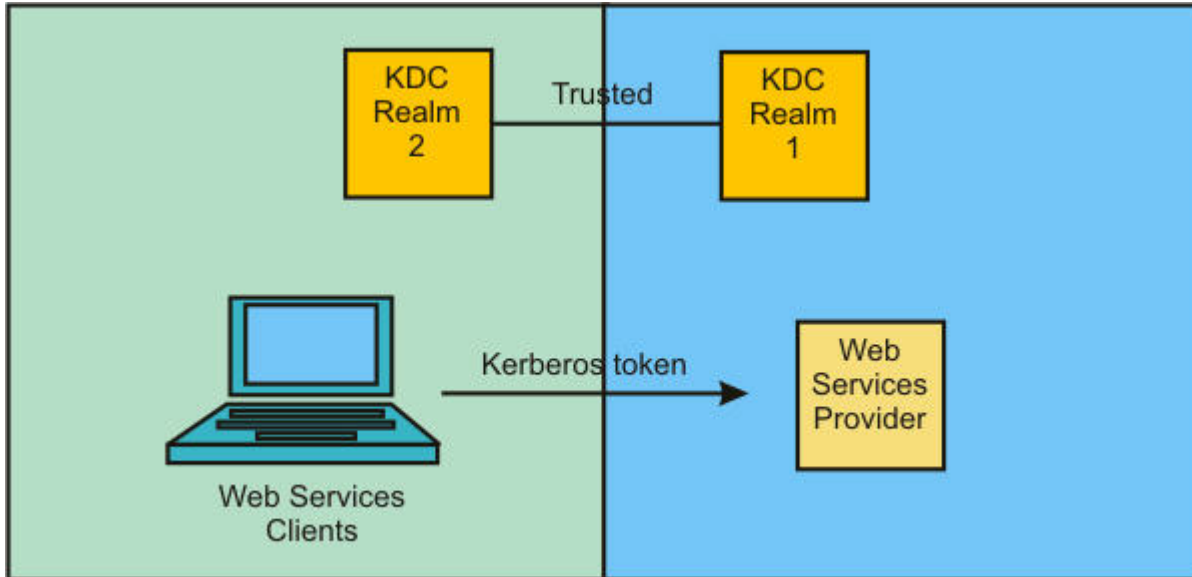 KDC
Realm
2
Trusted
KDC
Realm
1
Kerberos token
Web
Services
Provider
Web Services
Clients